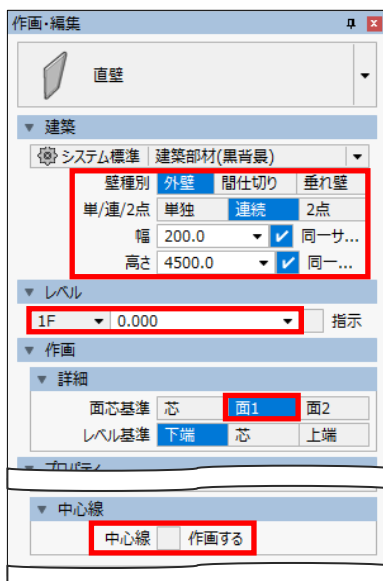 作画・編集
直壁
建築
システム標準 建築部材(黒背景)
壁種別 外壁 間仕切り 垂れ壁
単/連/2点 単独 連続 2点
幅 200.0 同一サ...
高さ 4500.0 同一...
レベル
1F 0.000 指示
作画
詳細
面芯基準 芯 面1 面2
レベル基準 下端 芯 上端
プロパティ
中心線
中心線 作画する